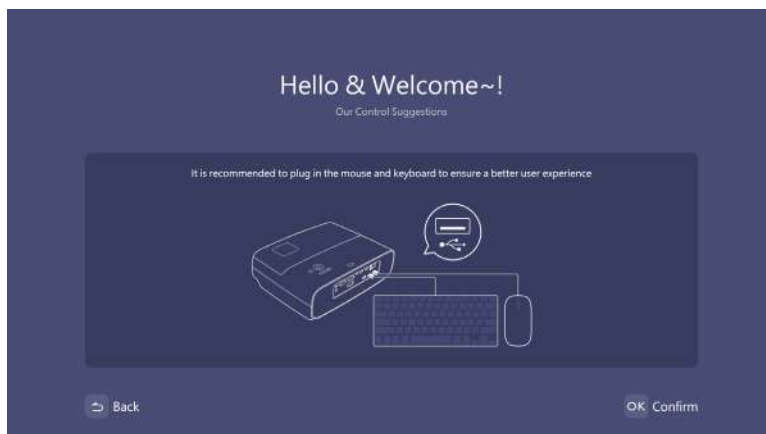 Hello & Welcome~!
Our Control Suggestions
It is recommended to plug in the mouse and keyboard to ensure a better user experience
Back
OK Confirm